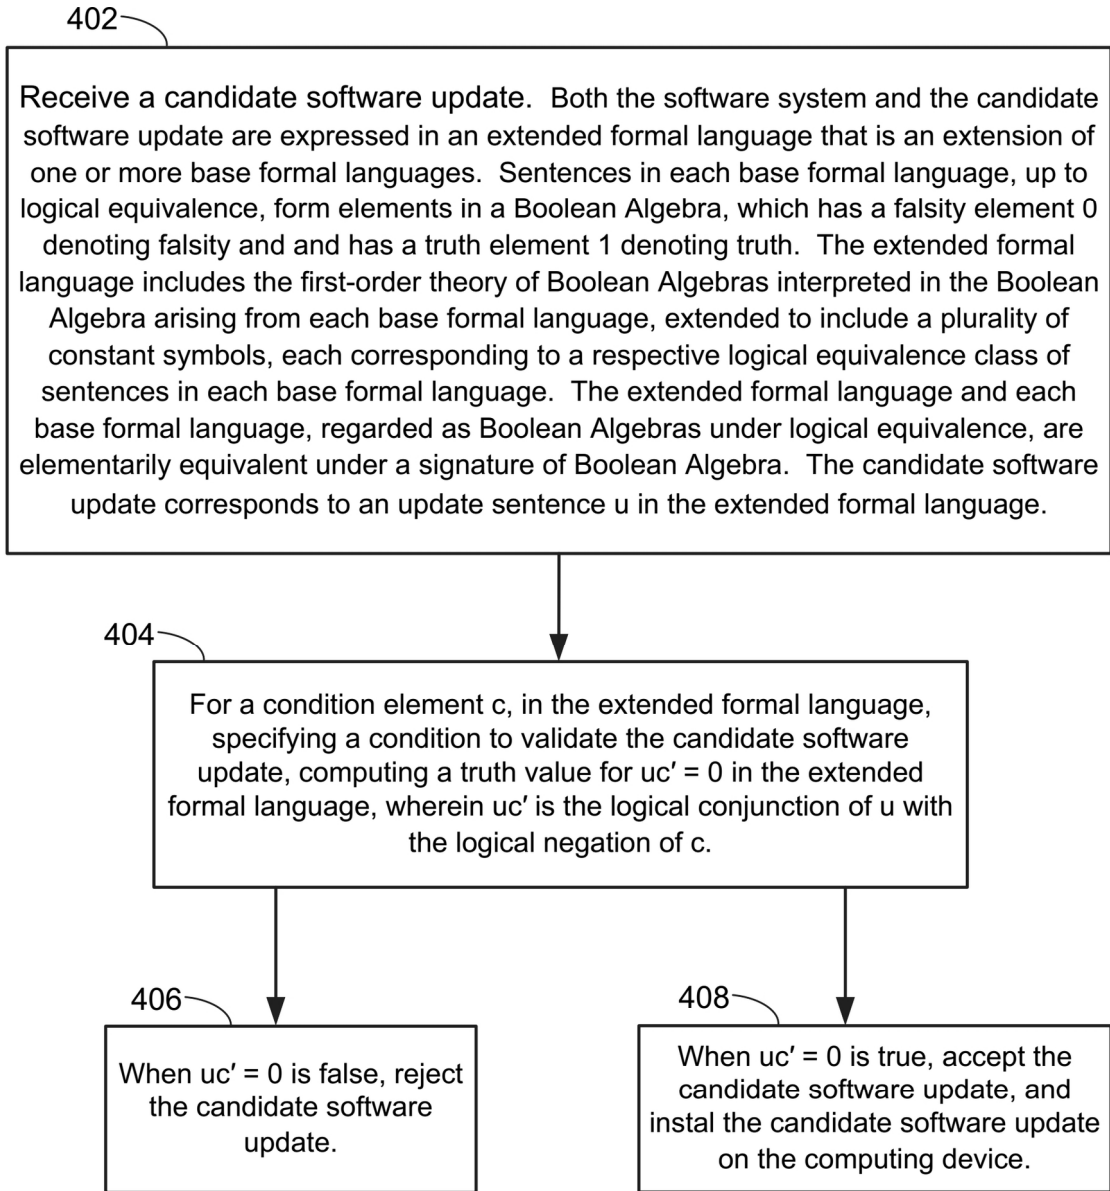 402
Receive a candidate software update. Both the software system and the candidate
software update are expressed in an extended formal language that is an extension of
one or more base formal languages. Sentences in each base formal language, up to
logical equivalence, form elements in a Boolean Algebra, which has a falsity element 0
denoting falsity and and has a truth element 1 denoting truth. The extended formal
language includes the first-order theory of Boolean Algebras interpreted in the Boolean
Algebra arising from each base formal language, extended to include a plurality of
constant symbols, each corresponding to a respective logical equivalence class of
sentences in each base formal language. The extended formal language and each
base formal language, regarded as Boolean Algebras under logical equivalence, are
elementarily equivalent under a signature of Boolean Algebra. The candidate software
update corresponds to an update sentence u in the extended formal language.
404
For a condition element c, in the extended formal language,
specifying a condition to validate the candidate software
update, computing a truth value for uc′ = 0 in the extended
formal language, wherein uc′ is the logical conjunction of u with
the logical negation of c.
406
When uc′ = 0 is false, reject
the candidate software
update.
408
When uc′ = 0 is true, accept the
candidate software update, and
instal the candidate software update
on the computing device.